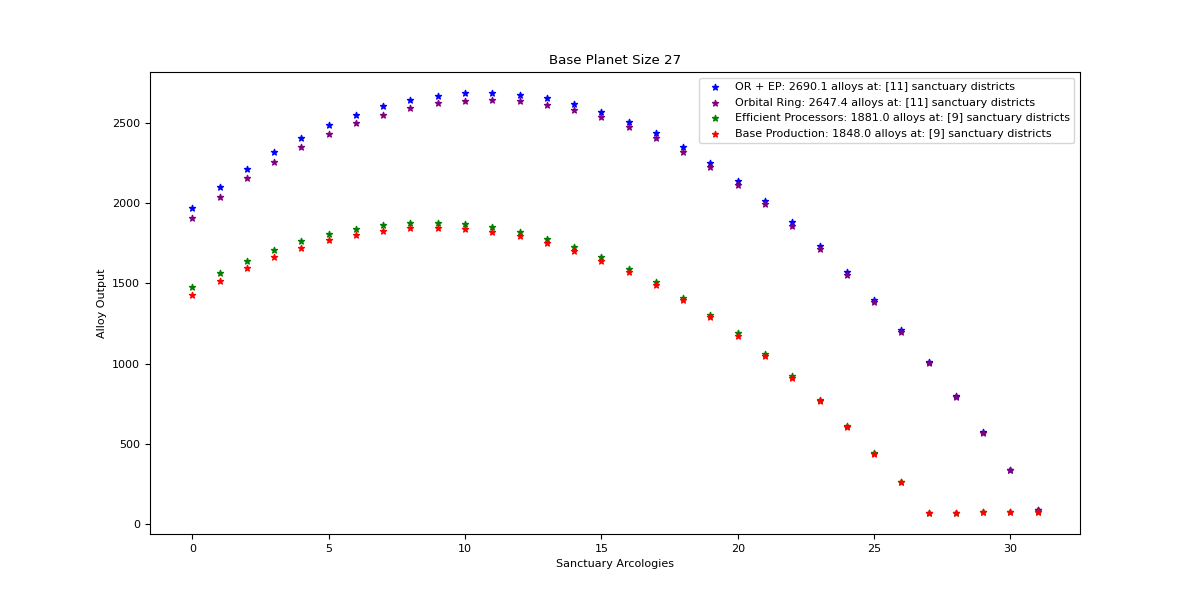 Base Planet Size 27
OR + EP: 2690.1 alloys at: [11] sanctuary districts
Orbital Ring: 2647.4 alloys at: [11] sanctuary districts
Efficient Processors: 1881.0 alloys at: [9] sanctuary districts
Base Production: 1848.0 alloys at: [9] sanctuary districts
Alloy Output
2500
2000
1500
1000
500
0
0 5 10 15 20 25 30
Sanctuary Arcologies